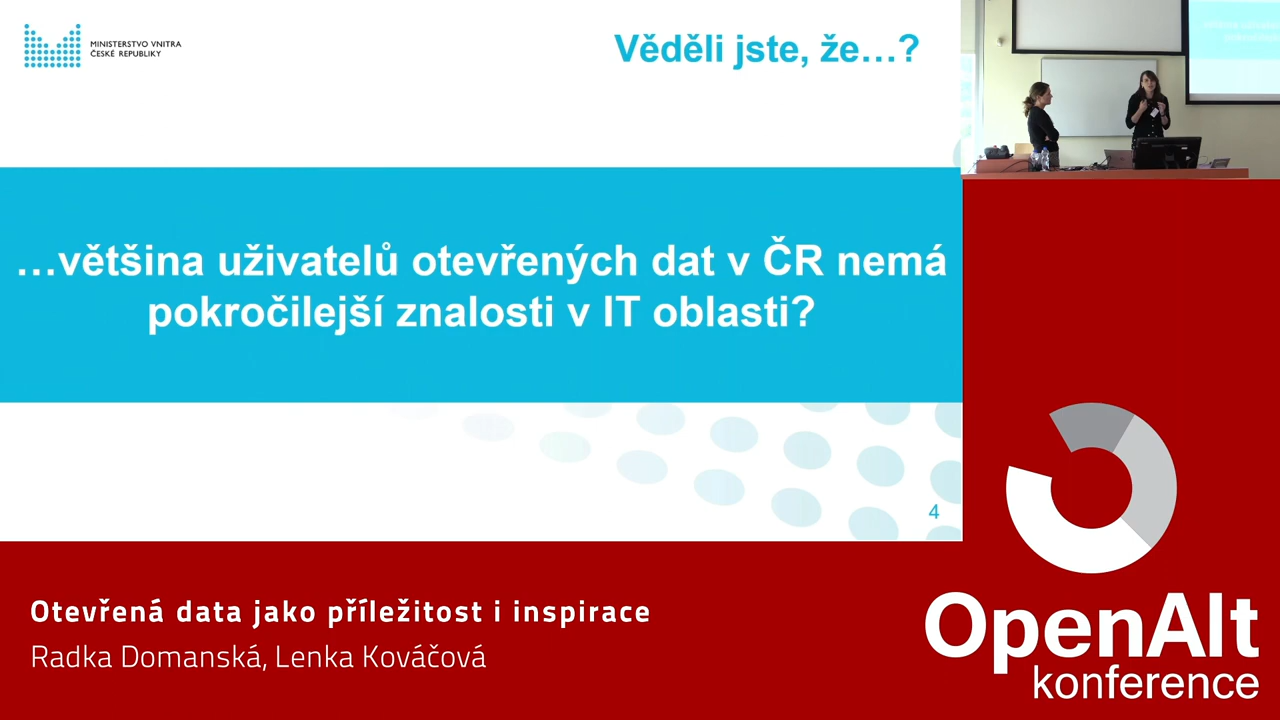 MINISTERSTVO VNITRA
ČESKÉ REPUBLIKY
Věděli jste, že…?
…většina uživatelů otevřených dat v ČR nemá
pokročilejší znalosti v IT oblasti?
4
Otevřená data jako příležitost i inspirace
Radka Domanská, Lenka Kováčová
OpenAlt
konference